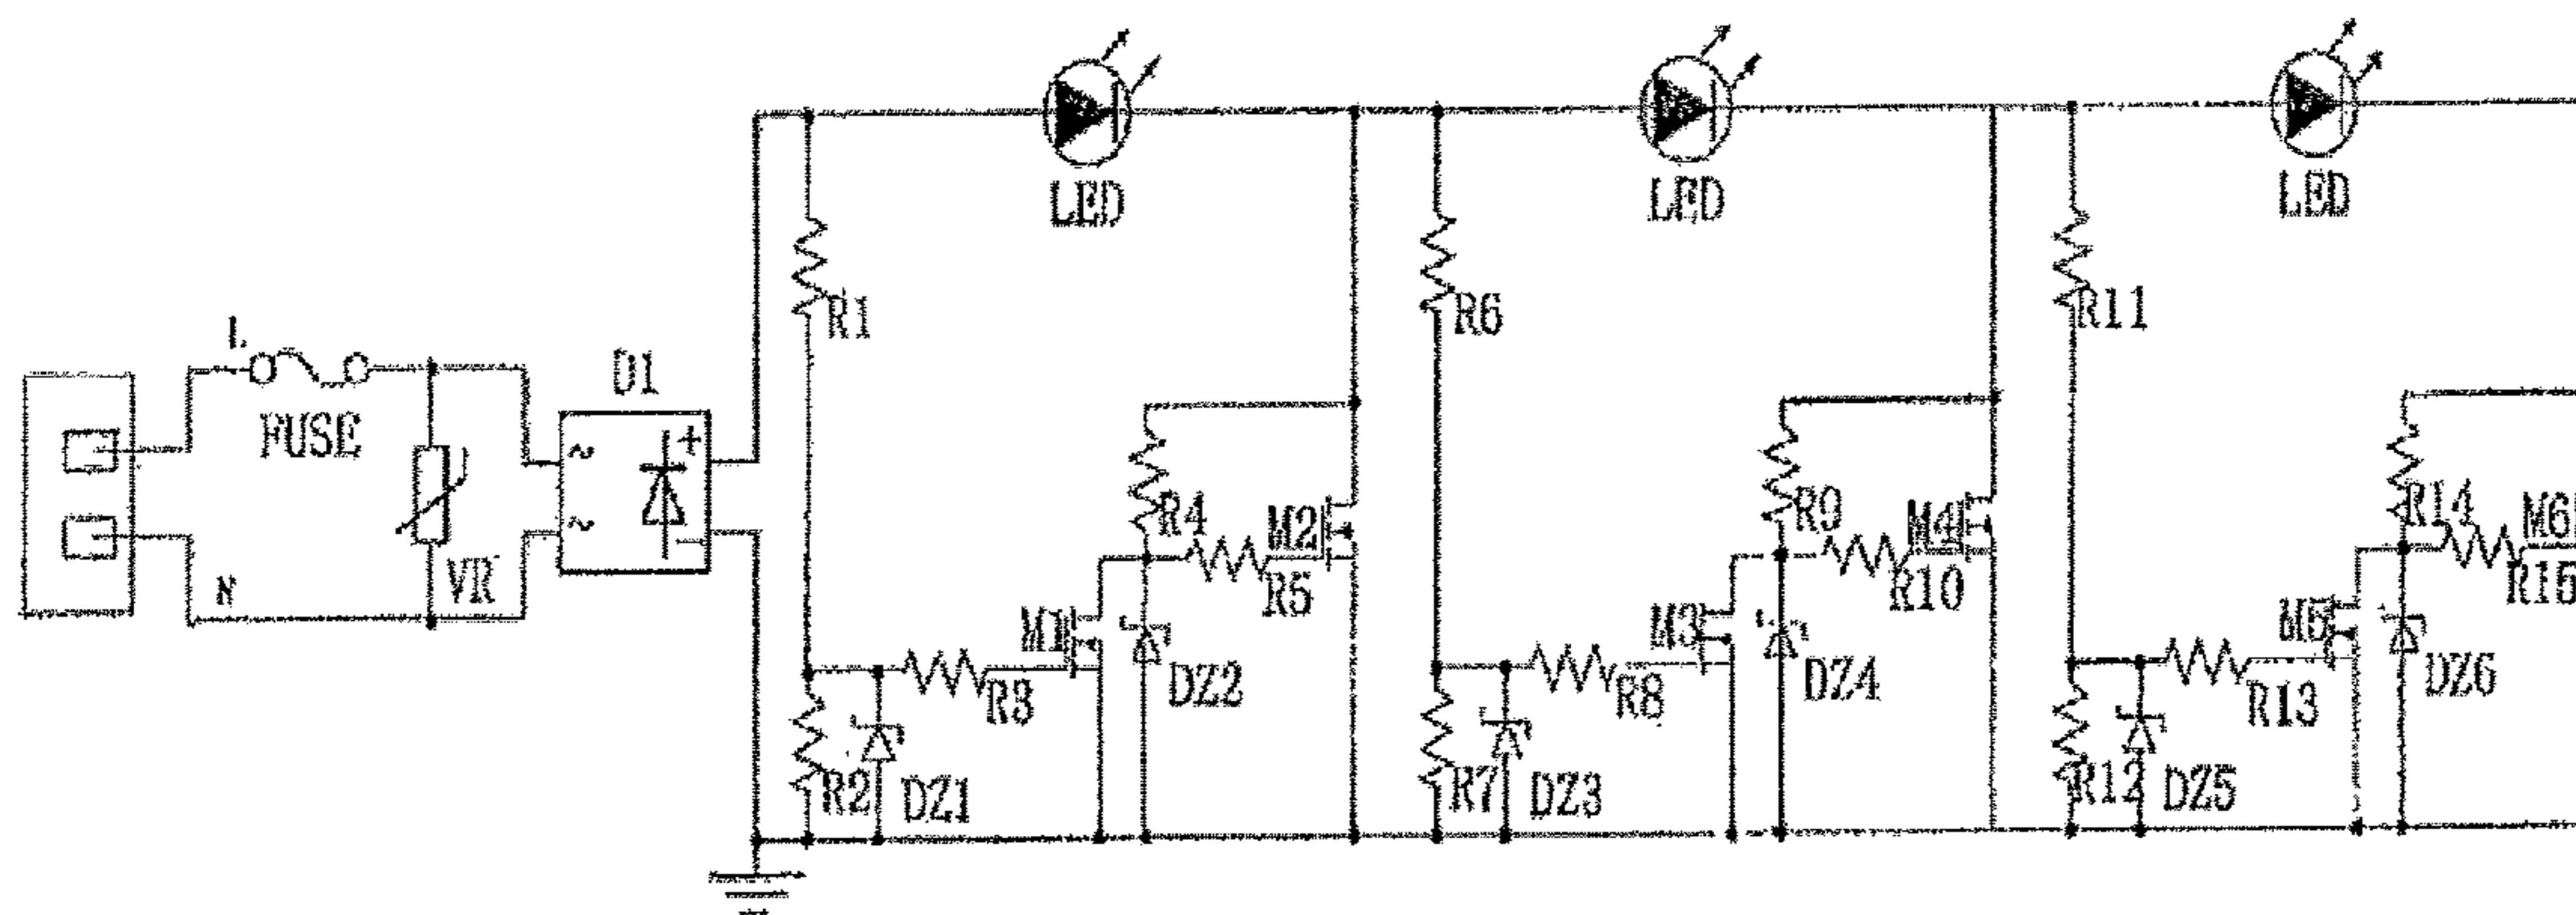 LED
LED
LED
R1
R6
R11
L
D1
FUSE
+
~
~
-
R4
M2
R9
M4
R14
M6
N
VR
R5
R10
R15
M1
M3
M5
R3
DZ2
R8
DZ4
R13
DZ6
R2
DZ1
R7
DZ3
R12
DZ5